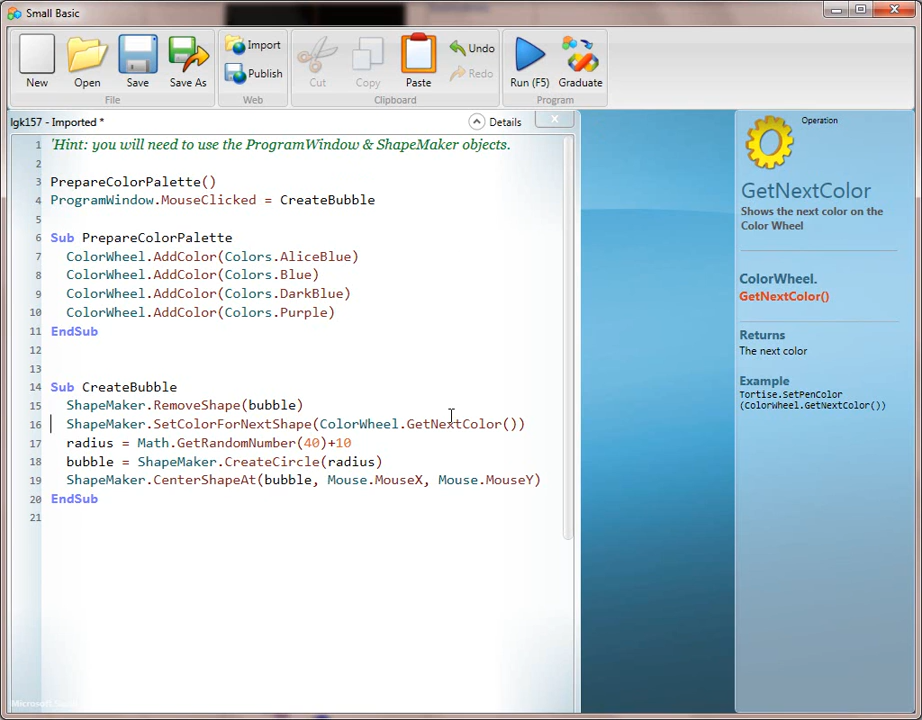 Small Basic
New
Open
Save
Save As
Import
Publish
Cut
Copy
Paste
Undo
Redo
Run (F5)
Graduate
File
Web
Clipboard
Program
lgk157 - Imported *
Details
1 'Hint: you will need to use the ProgramWindow & ShapeMaker objects.
2
3 PrepareColorPalette()
4 ProgramWindow.MouseClicked = CreateBubble
5
6 Sub PrepareColorPalette
7 ColorWheel.AddColor(Colors.AliceBlue)
8 ColorWheel.AddColor(Colors.Blue)
9 ColorWheel.AddColor(Colors.DarkBlue)
10 ColorWheel.AddColor(Colors.Purple)
11 EndSub
12
13
14 Sub CreateBubble
15 ShapeMaker.RemoveShape(bubble)
16 ShapeMaker.SetColorForNextShape(ColorWheel.GetNextColor())
17 radius = Math.GetRandomNumber(40)+10
18 bubble = ShapeMaker.CreateCircle(radius)
19 ShapeMaker.CenterShapeAt(bubble, Mouse.MouseX, Mouse.MouseY)
20 EndSub
21
Operation
GetNextColor
Shows the next color on the
Color Wheel
ColorWheel.
GetNextColor()
Returns
The next color
Example
Tortise.SetPenColor
(ColorWheel.GetNextColor())